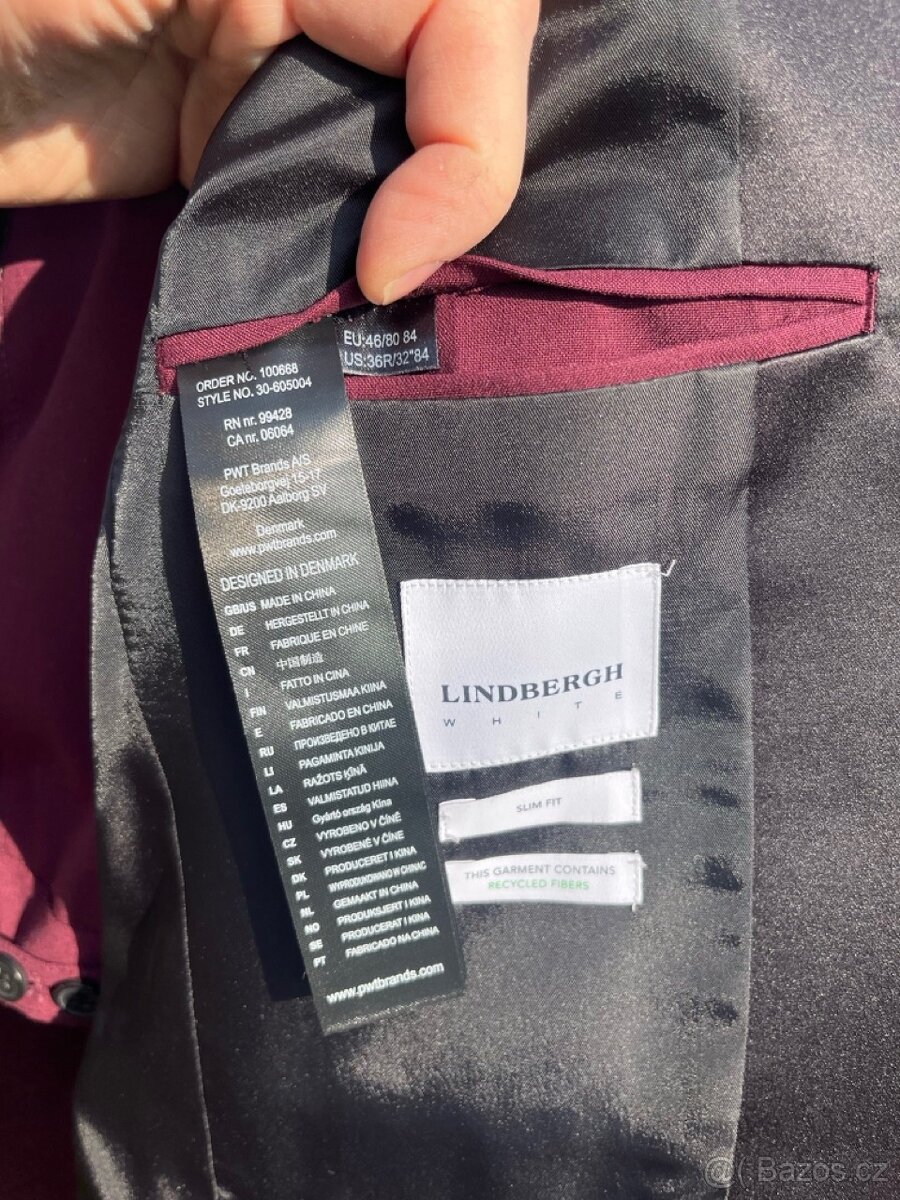 EU:46/80 84
US:36R/32"84
ORDER NO. 100668
STYLE NO. 30-605004
RN nr. 99428
CA nr. 06064
PWT Brands A/S
Goeteborgvej 15-17
DK-9200 Aalborg SV
Denmark
www.pwtbrands.com
DESIGNED IN DENMARK
GB/US MADE IN CHINA
DE HERGESTELLT IN CHINA
FR FABRIQUE EN CHINE
CN 中国制造
I FATTO IN CINA
FIN VALMISTUSMAA KIINA
E FABRICADO EN CHINA
RU ПРОИЗВЕДЕНО В КИТАЕ
LI PAGAMINTA KINIJA
LA RAŽOTS ĶĪNĀ
ES VALMISTATUD HIINA
HU Gyártó ország Kína
CZ VYROBENO V ČÍNĚ
SK VYROBENÉ V ČÍNE
DK PRODUCERET I KINA
PL WYPRODUKOWANO W CHINAC
NL GEMAAKT IN CHINA
NO PRODUKSJERT I KINA
SE PRODUCERAT I KINA
PT FABRICADO NA CHINA
www.pwtbrands.com
LINDBERGH
WHITE
SLIM FIT
THIS GARMENT CONTAINS
RECYCLED FIBERS
@( Bazoš.cz